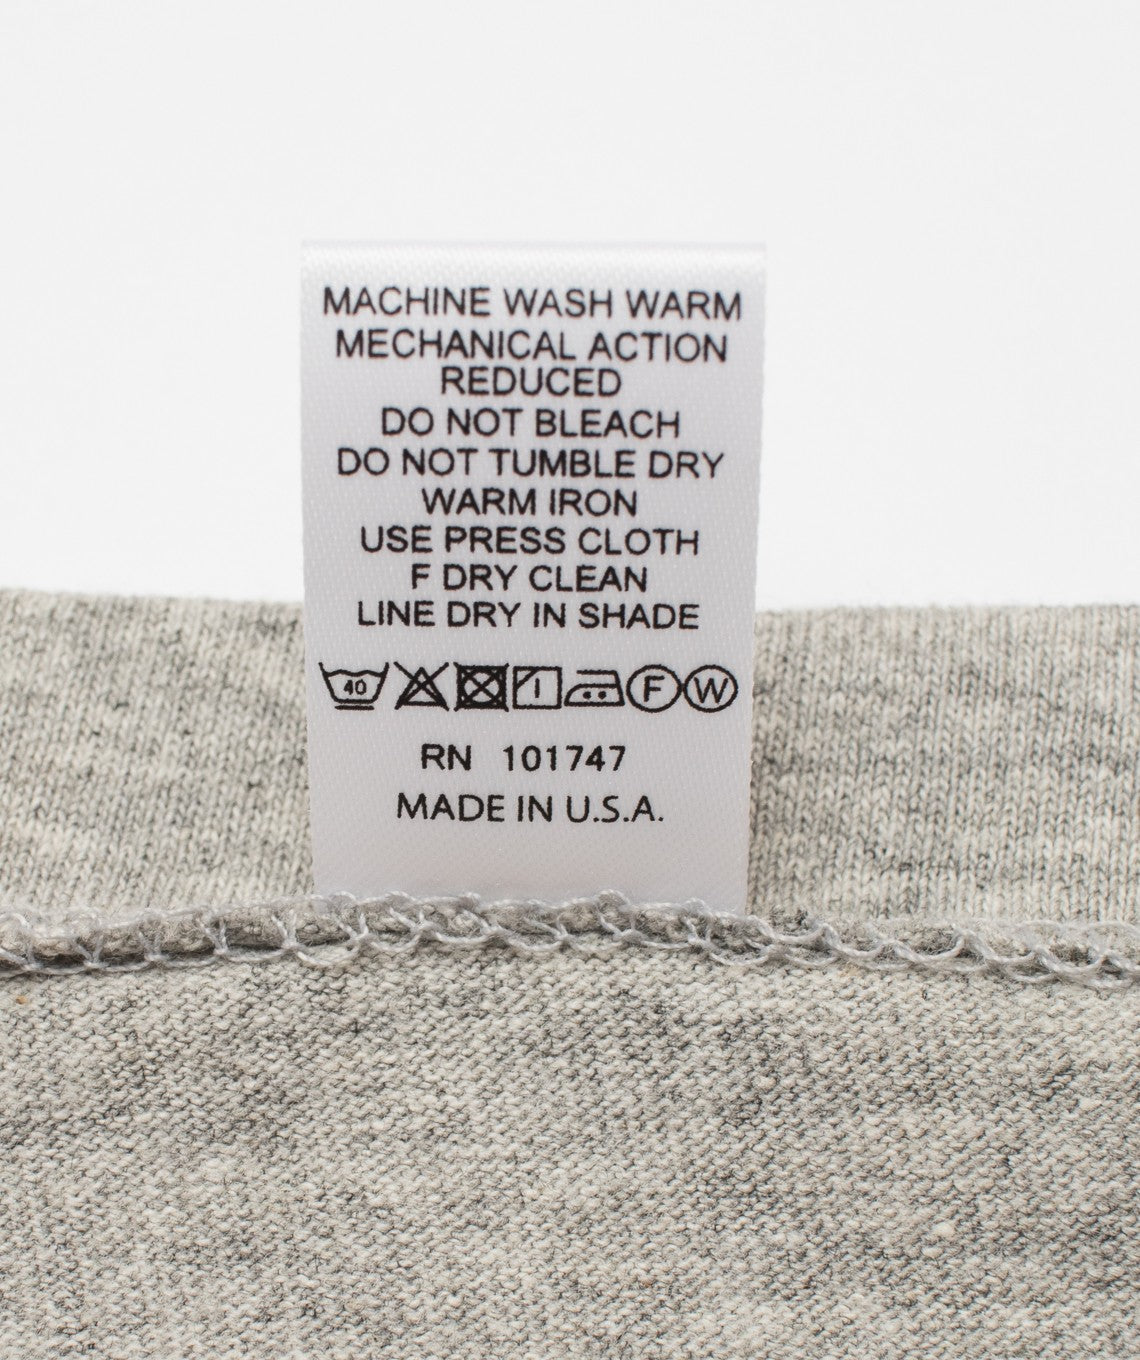 MACHINE WASH WARM
MECHANICAL ACTION
REDUCED
DO NOT BLEACH
DO NOT TUMBLE DRY
WARM IRON
USE PRESS CLOTH
F DRY CLEAN
LINE DRY IN SHADE
40 F W
RN 101747
MADE IN U.S.A.